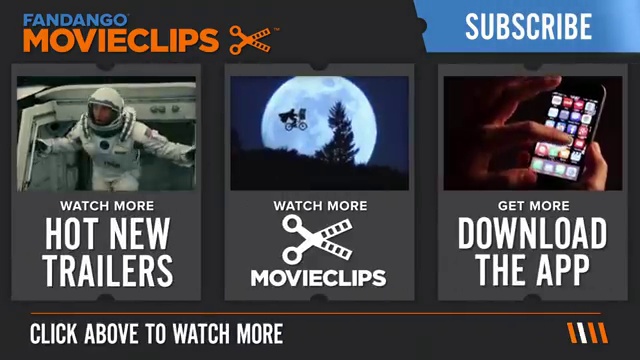 FANDANGO
MOVIECLIPS
SUBSCRIBE
WATCH MORE
HOT NEW
TRAILERS
WATCH MORE
MOVIECLIPS
GET MORE
DOWNLOAD
THE APP
CLICK ABOVE TO WATCH MORE